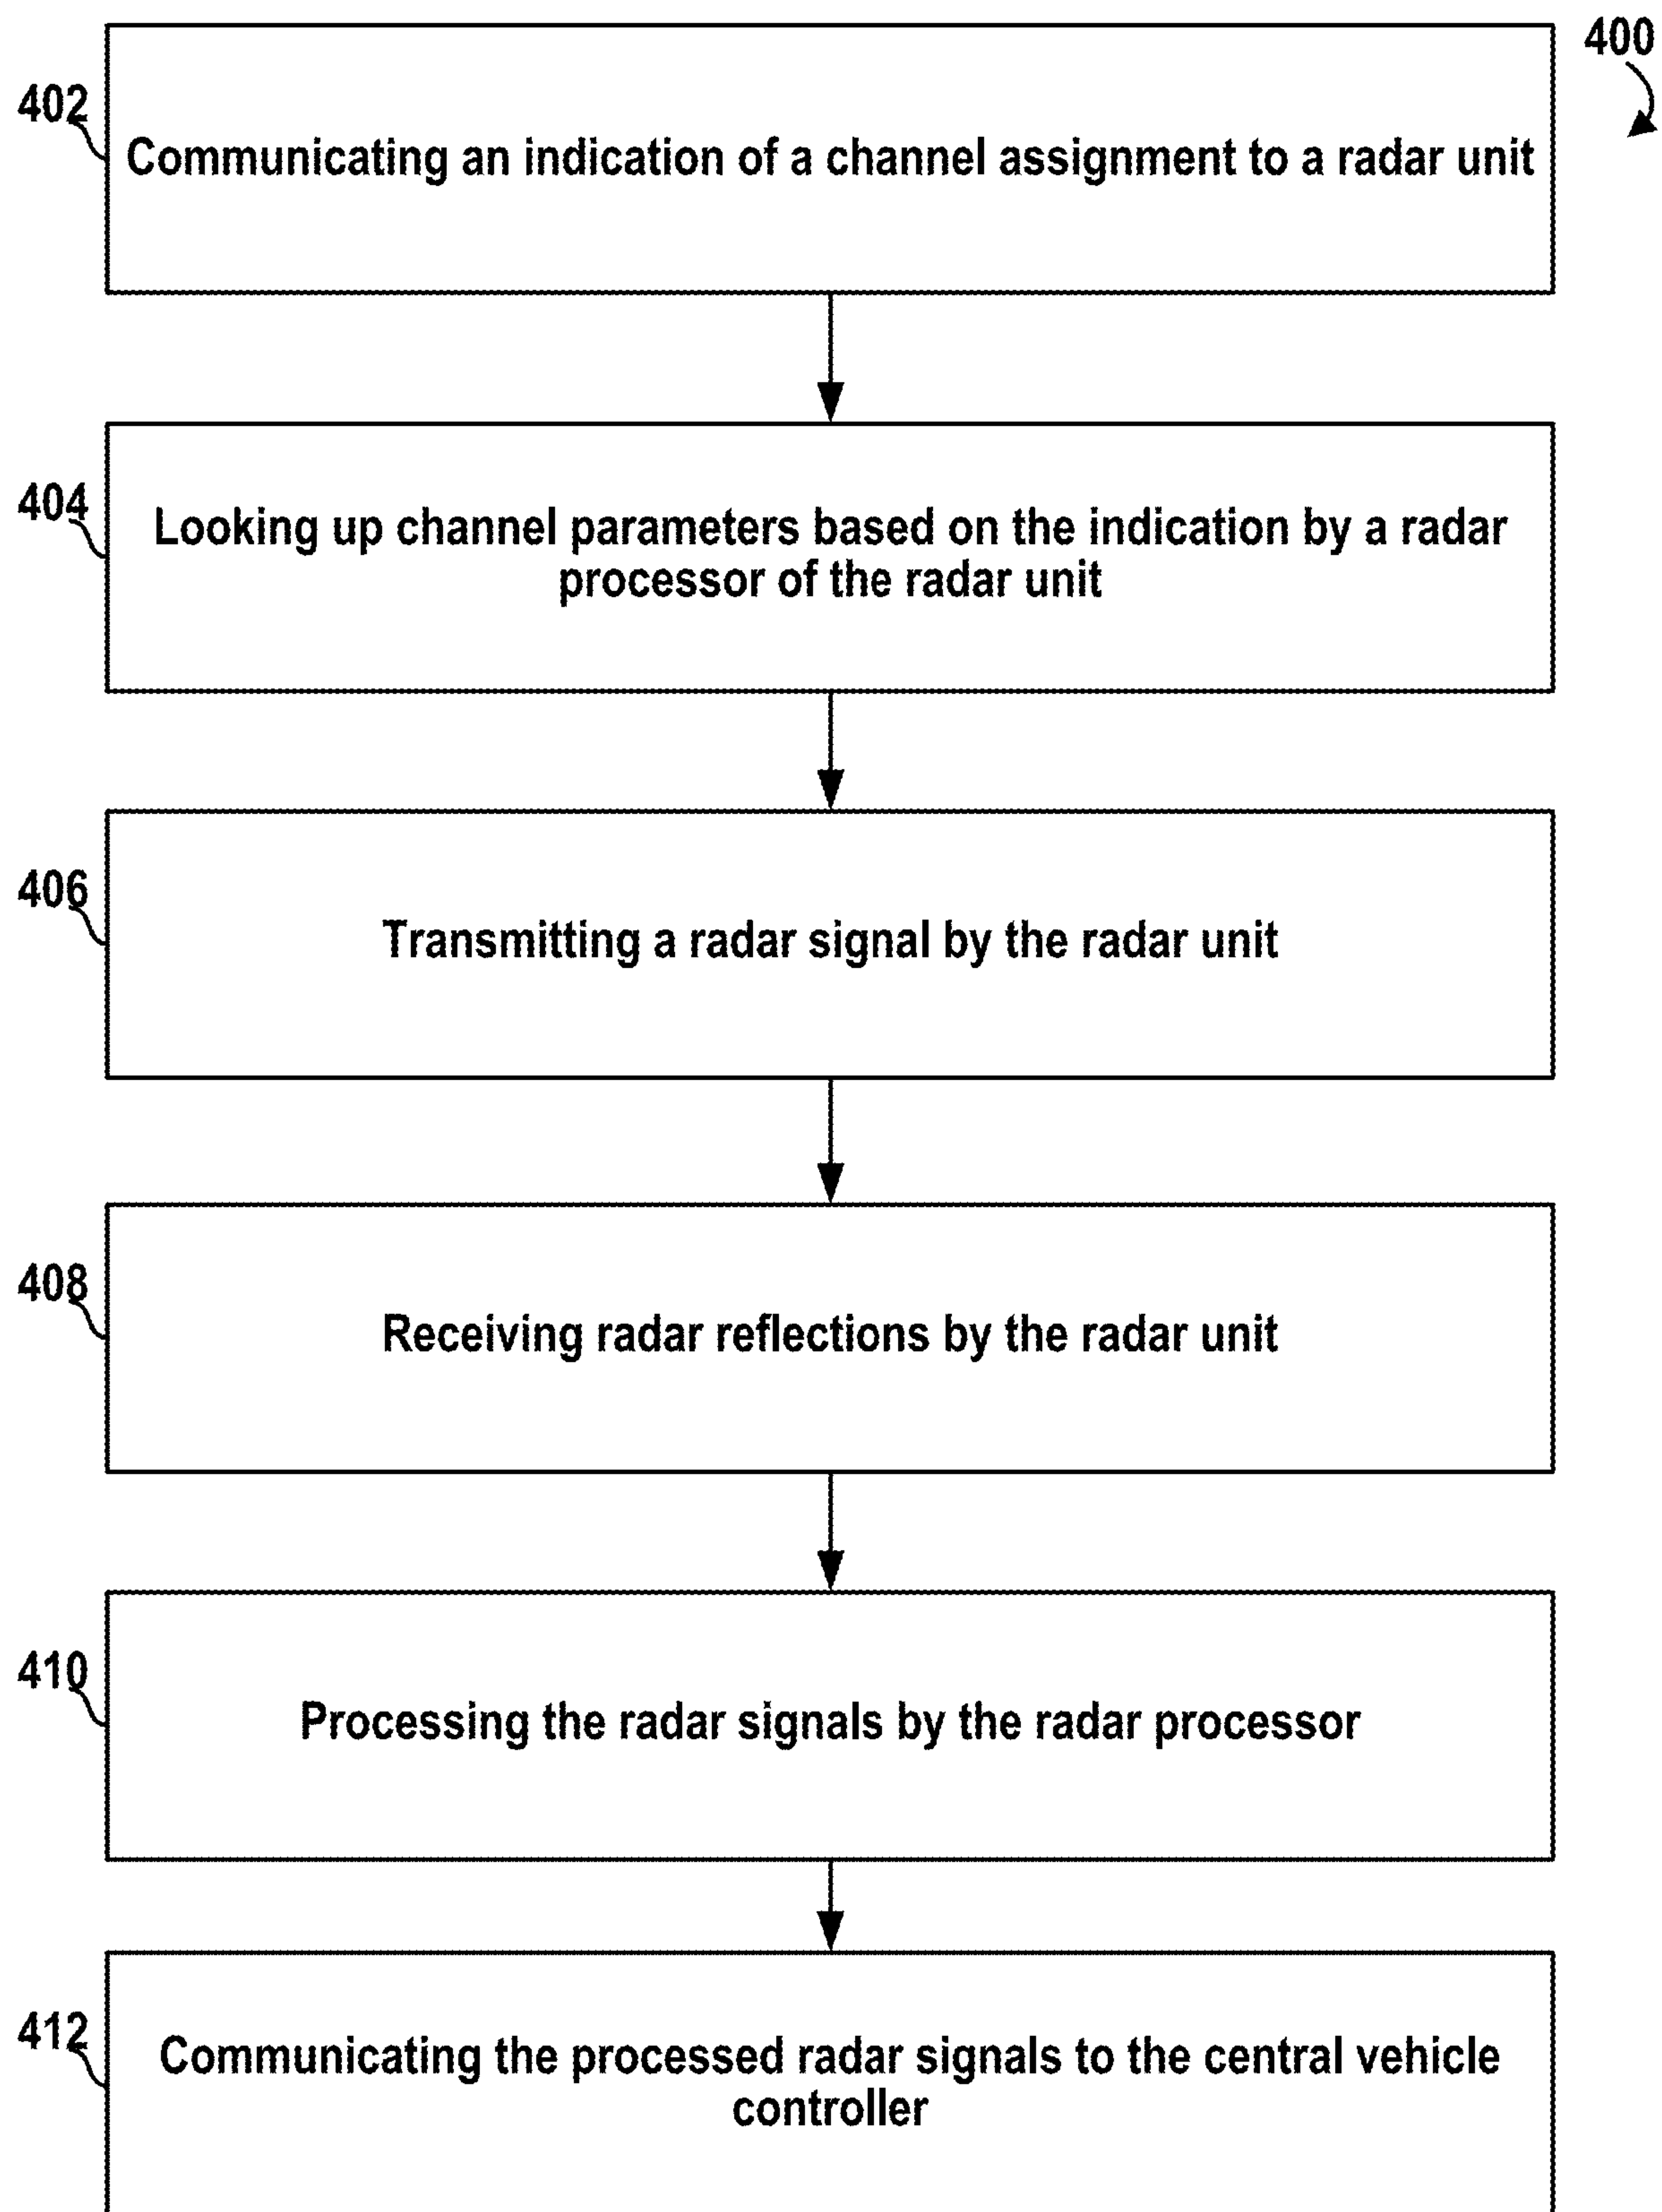 400
402
Communicating an indication of a channel assignment to a radar unit
404
Looking up channel parameters based on the indication by a radar
processor of the radar unit
406
Transmitting a radar signal by the radar unit
408
Receiving radar reflections by the radar unit
410
Processing the radar signals by the radar processor
412
Communicating the processed radar signals to the central vehicle
controller